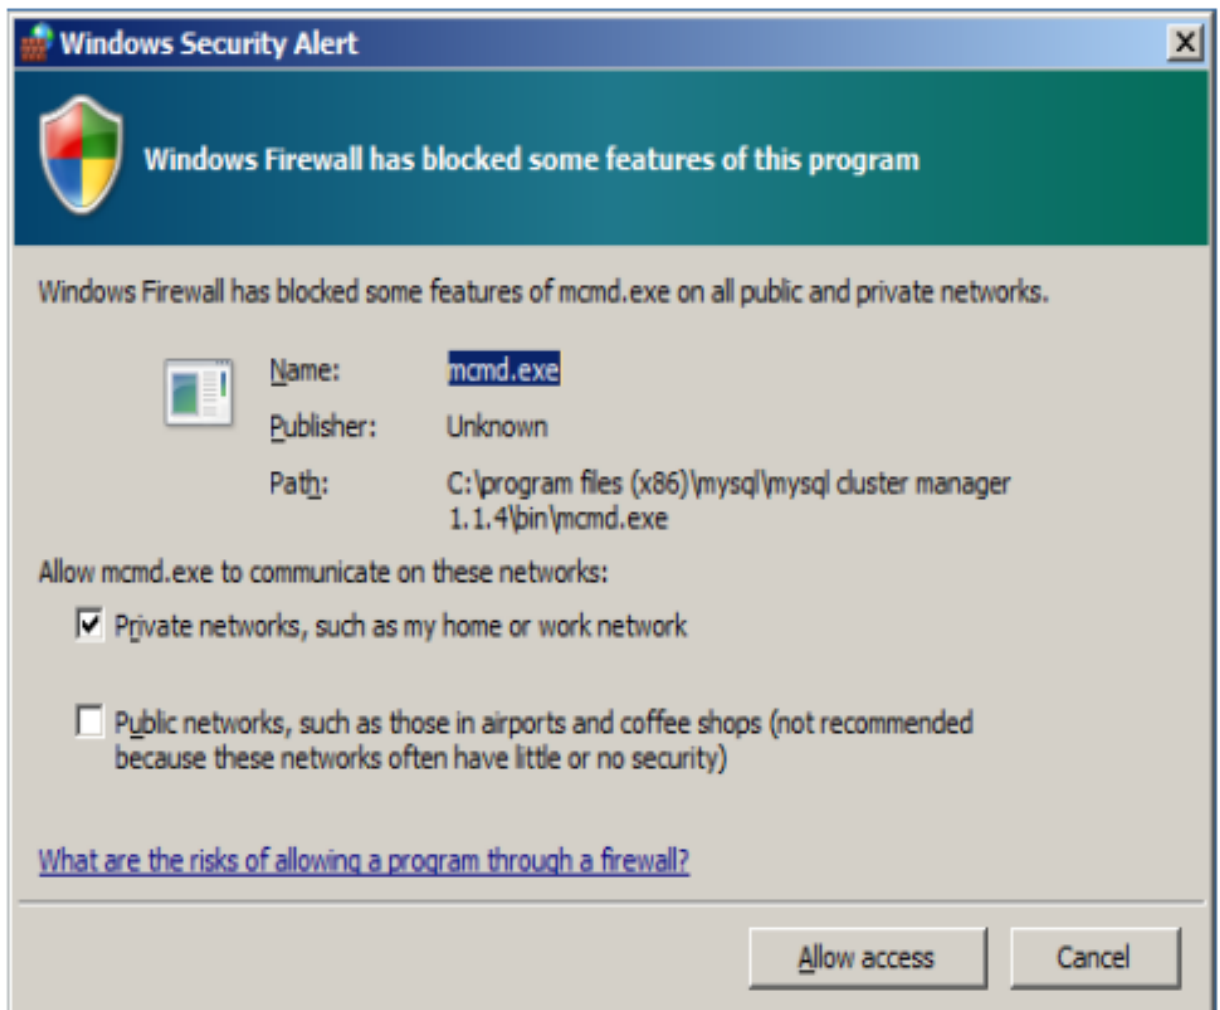 Windows Security Alert
Windows Firewall has blocked some features of this program
Windows Firewall has blocked some features of mcmd.exe on all public and private networks.
Name: mcmd.exe
Publisher: Unknown
Path: C:\program files (x86)\mysql\mysql cluster manager
1.1.4\bin\mcmd.exe
Allow mcmd.exe to communicate on these networks:
Private networks, such as my home or work network
Public networks, such as those in airports and coffee shops (not recommended
because these networks often have little or no security)
What are the risks of allowing a program through a firewall?
Allow access Cancel